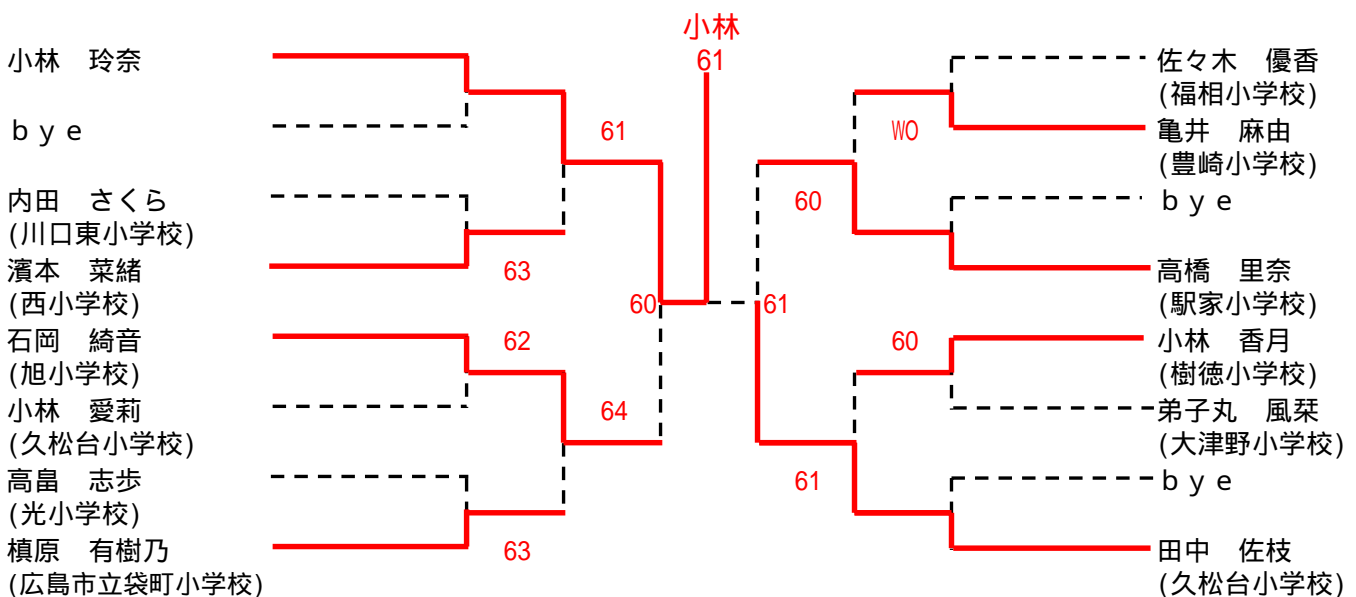 小林
61
小林　玲奈
ｂｙｅ
61
内田　さくら
(川口東小学校)
濱本　菜緒
(西小学校)
63
60
石岡　綺音
(旭小学校)
62
小林　愛莉
(久松台小学校)
64
高畠　志歩
(光小学校)
槙原　有樹乃
(広島市立袋町小学校)
63
佐々木　優香
(福相小学校)
WO
亀井　麻由
(豊崎小学校)
60
ｂｙｅ
高橋　里奈
(駅家小学校)
61
60
小林　香月
(樹徳小学校)
弟子丸　風栞
(大津野小学校)
61
ｂｙｅ
田中　佐枝
(久松台小学校)